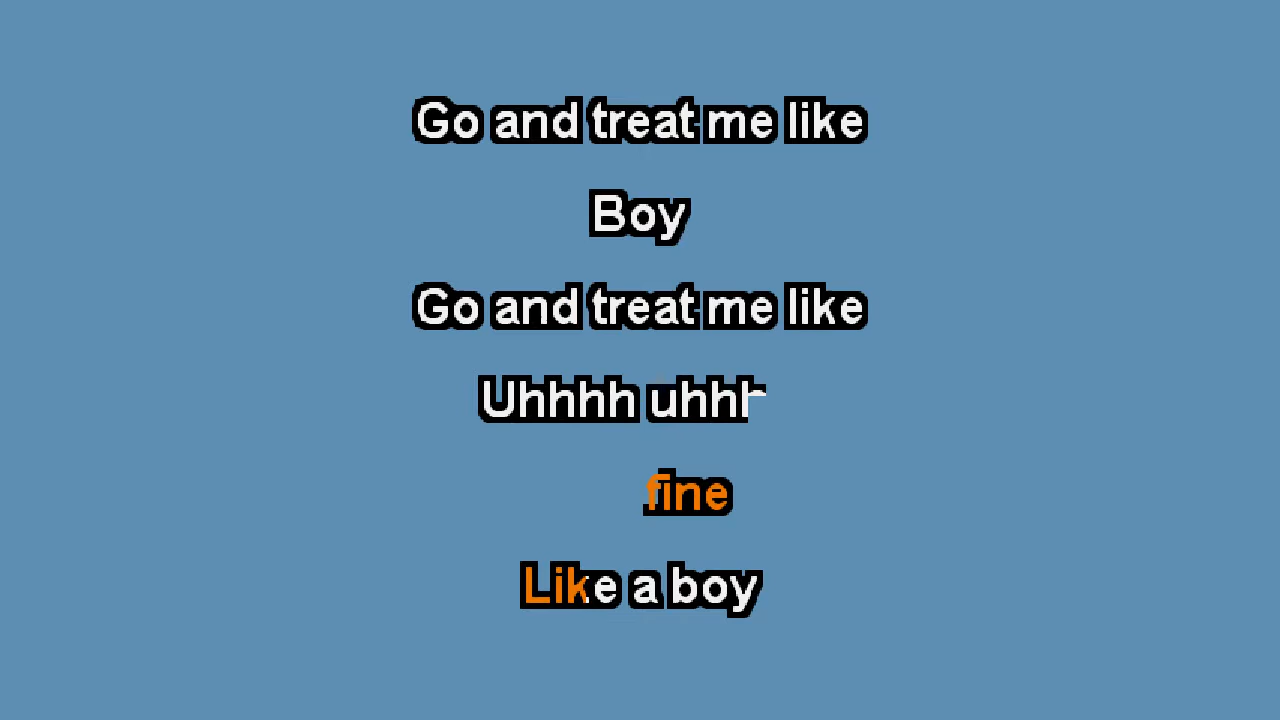 Go and treat me like
Boy
Go and treat me like
Uhhhh uhhh
fine
Like a boy